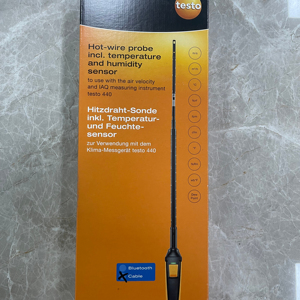 testo
Hot-wire probe
incl. temperature
and humidity
sensor
to use with the air velocity
and IAQ measuring instrument
testo 440
Hitzdraht-Sonde
inkl. Temperatur-
und Feuchte-
sensor
zur Verwendung mit dem
Klima-Messgerät testo 440
Bluetooth
Cable